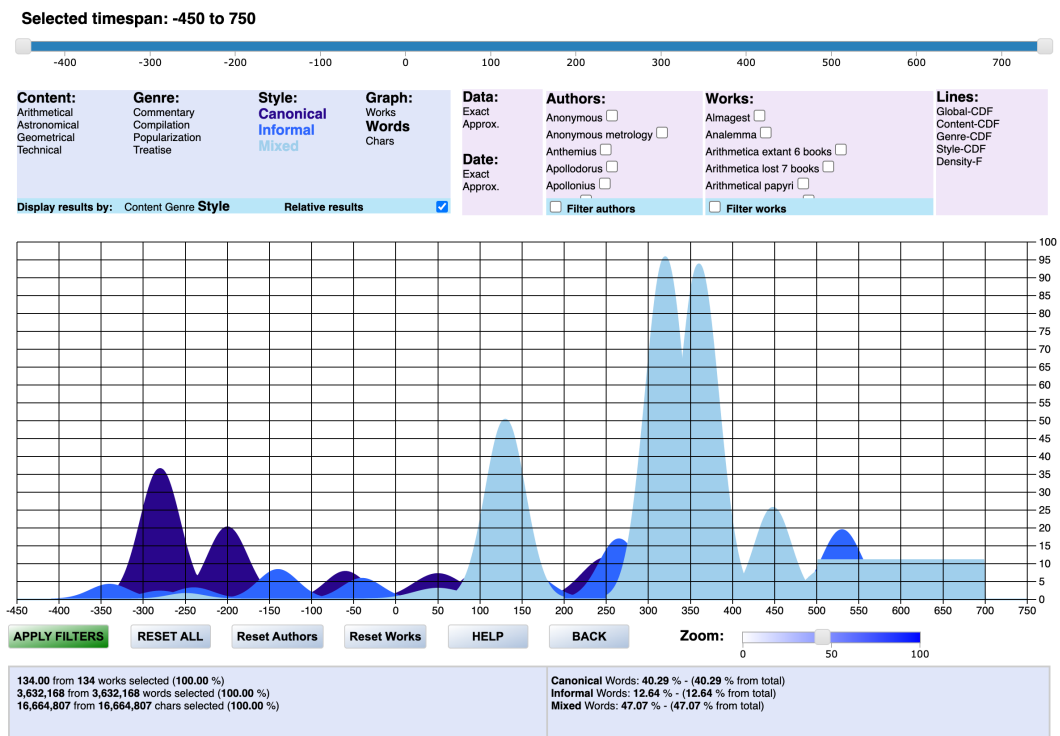 Selected timespan: -450 to 750
-400 -300 -200 -100 0 100 200 300 400 500 600 700
Content: Genre: Style: Graph: Data: Authors: Works: Lines:
Arithmetical Commentary Canonical Works Exact Anonymous Almagest Global-CDF
Astronomical Compilation Informal Words Approx. Anonymous metrology Analemma Content-CDF
Geometrical Popularization Mixed Chars Anthemius Arithmetica extant 6 books Genre-CDF
Technical Treatise Date: Apollodorus Arithmetica lost 7 books Style-CDF
Exact Apollonius Arithmetical papyri Density-F
Approx.
Display results by: Content Genre Style Relative results Filter authors Filter works
100
95
90
85
80
75
70
65
60
55
50
45
40
35
30
25
20
15
10
5
0
-450 -400 -350 -300 -250 -200 -150 -100 -50 0 50 100 150 200 250 300 350 400 450 500 550 600 650 700 750
APPLY FILTERS RESET ALL Reset Authors Reset Works HELP BACK Zoom:
0 50 100
134.00 from 134 works selected (100.00 %) Canonical Words: 40.29 % - (40.29 % from total)
3,632,168 from 3,632,168 words selected (100.00 %) Informal Words: 12.64 % - (12.64 % from total)
16,664,807 from 16,664,807 chars selected (100.00 %) Mixed Words: 47.07 % - (47.07 % from total)